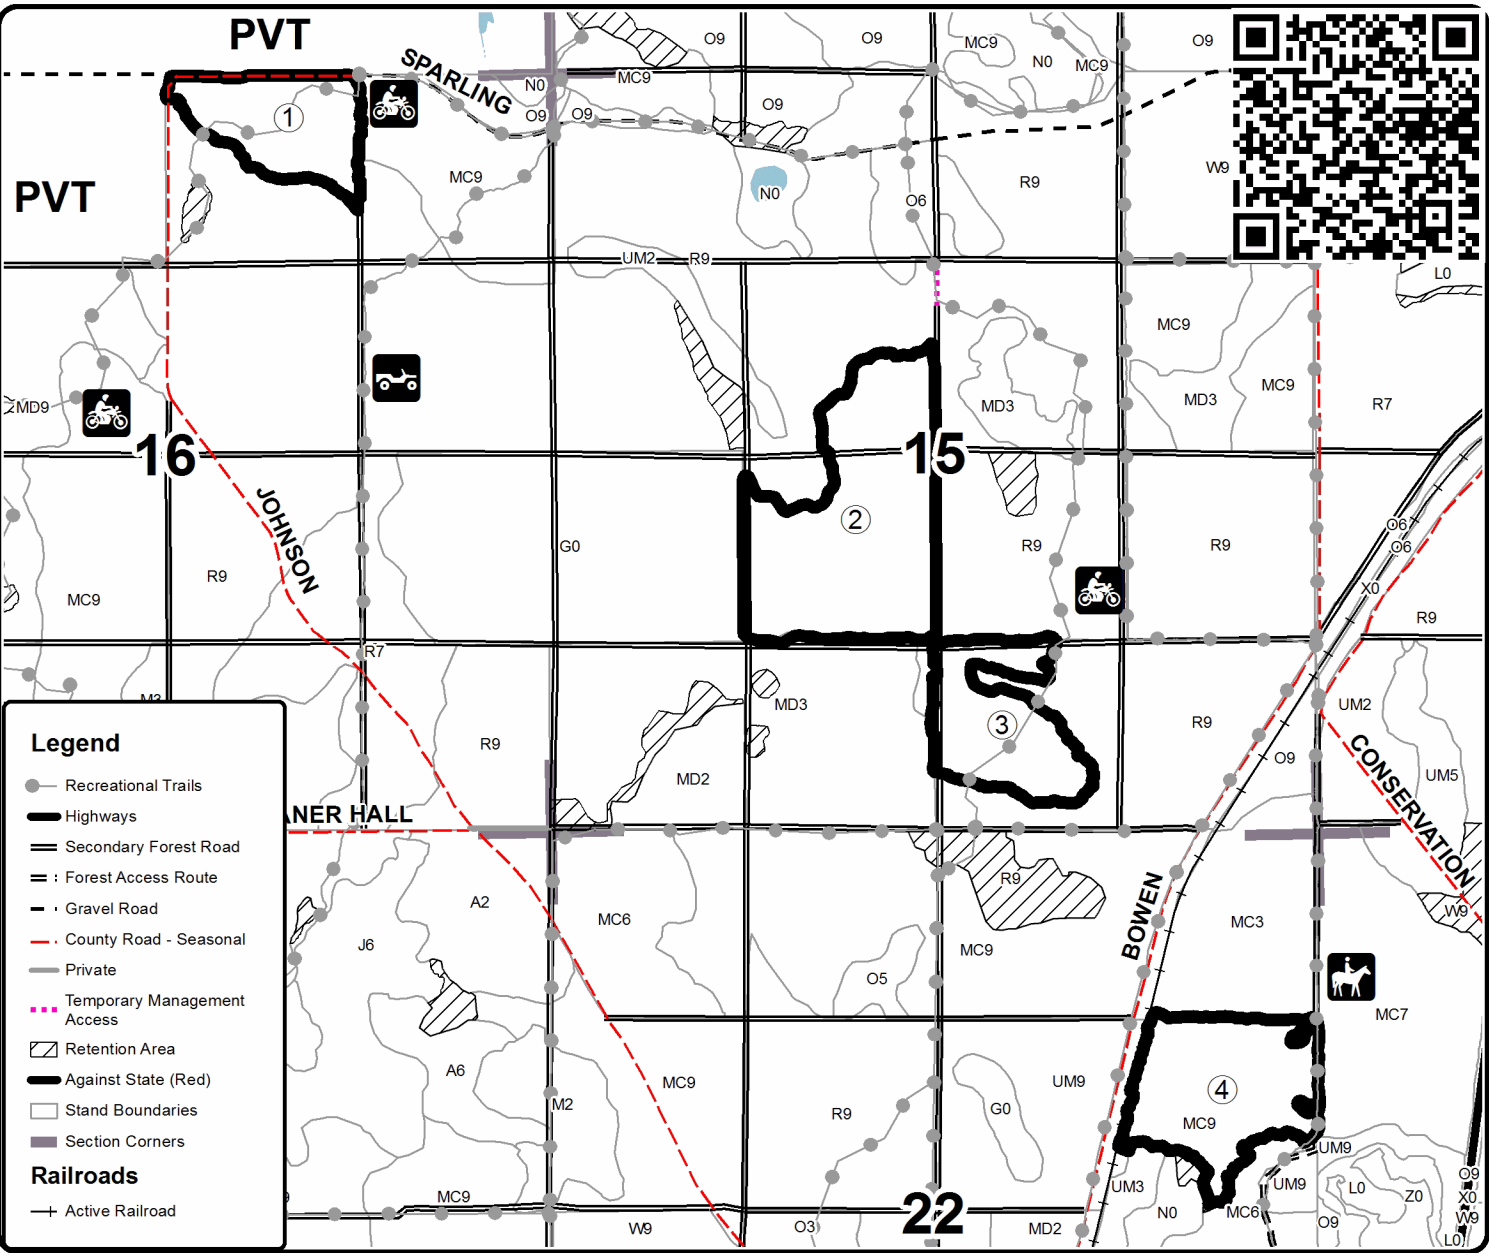 PVT
SPARLING
O9
O9
MC9
N0
MC9
O9
MC9
N0
O9
O9
O9
1
PVT
MC9
N0
O6
R9
W9
UM2
R9
L0
MC9
MD9
MD3
MD3
MC9
R7
16
15
JOHNSON
2
G0
R9
MC9
R9
R9
O6
O6
X0
R9
R7
MD3
UM2
R9
3
R9
MD2
O9
UM5
CONSERVATION
ANER HALL
A2
MC6
J6
R9
MC9
O5
BOWEN
MC3
W9
MC7
A6
M2
MC9
R9
UM9
G0
4
MC9
UM9
UM3
UM9
L0
Z0
O9
X0
W9
L0
MC9
W9
O3
22
MD2
N0
MC6
O9
Legend
Recreational Trails
Highways
Secondary Forest Road
Forest Access Route
Gravel Road
County Road - Seasonal
Private
Temporary Management
Access
Retention Area
Against State (Red)
Stand Boundaries
Section Corners
Railroads
Active Railroad